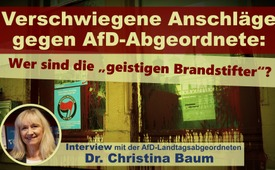 Verschwiegene Anschläge
gegen AfD-Abgeordnete:
Wer sind die „geistigen Brandstifter“?
Interview mit der AfD-Landtagsabgeordneten
Dr. Christina Baum